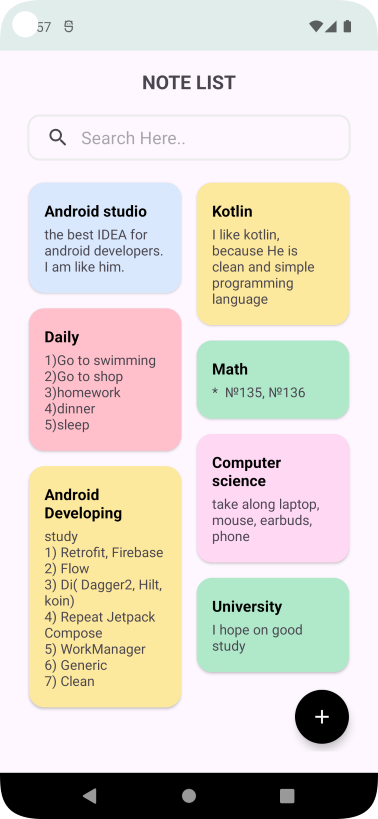 57
NOTE LIST
Search Here..
Android studio
the best IDEA for
android developers.
I am like him.
Daily
1)Go to swimming
2)Go to shop
3)homework
4)dinner
5)sleep
Android
Developing
study
1) Retrofit, Firebase
2) Flow
3) Di( Dagger2, Hilt,
koin)
4) Repeat Jetpack
Compose
5) WorkManager
6) Generic
7) Clean
Kotlin
I like kotlin,
because He is
clean and simple
programming
language
Math
* №135, №136
Computer
science
take along laptop,
mouse, earbuds,
phone
University
I hope on good
study